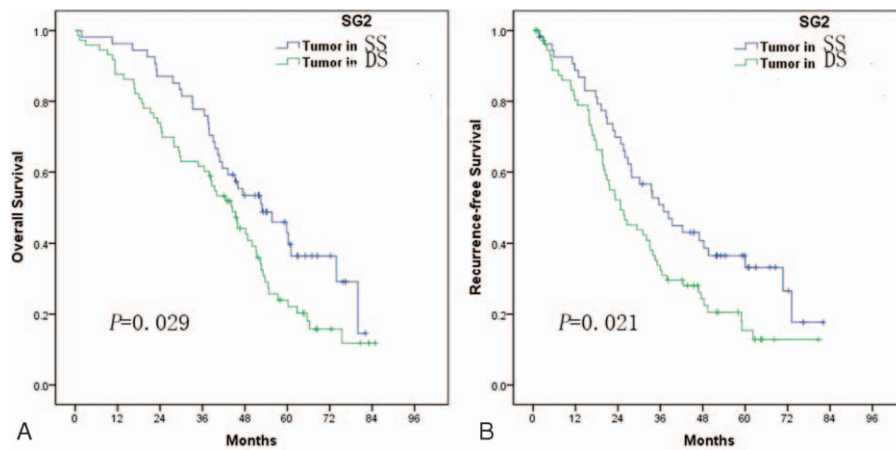 SG2
Tumor in SS
Tumor in DS
Overall Survival
1.0
0.8
0.6
0.4
0.2
0.0
P=0.029
0 12 24 36 48 60 72 84 96
Months
A
SG2
Tumor in SS
Tumor in DS
Recurrence-free Survival
1.0
0.8
0.6
0.4
0.2
0.0
P=0.021
0 12 24 36 48 60 72 84 96
Months
B